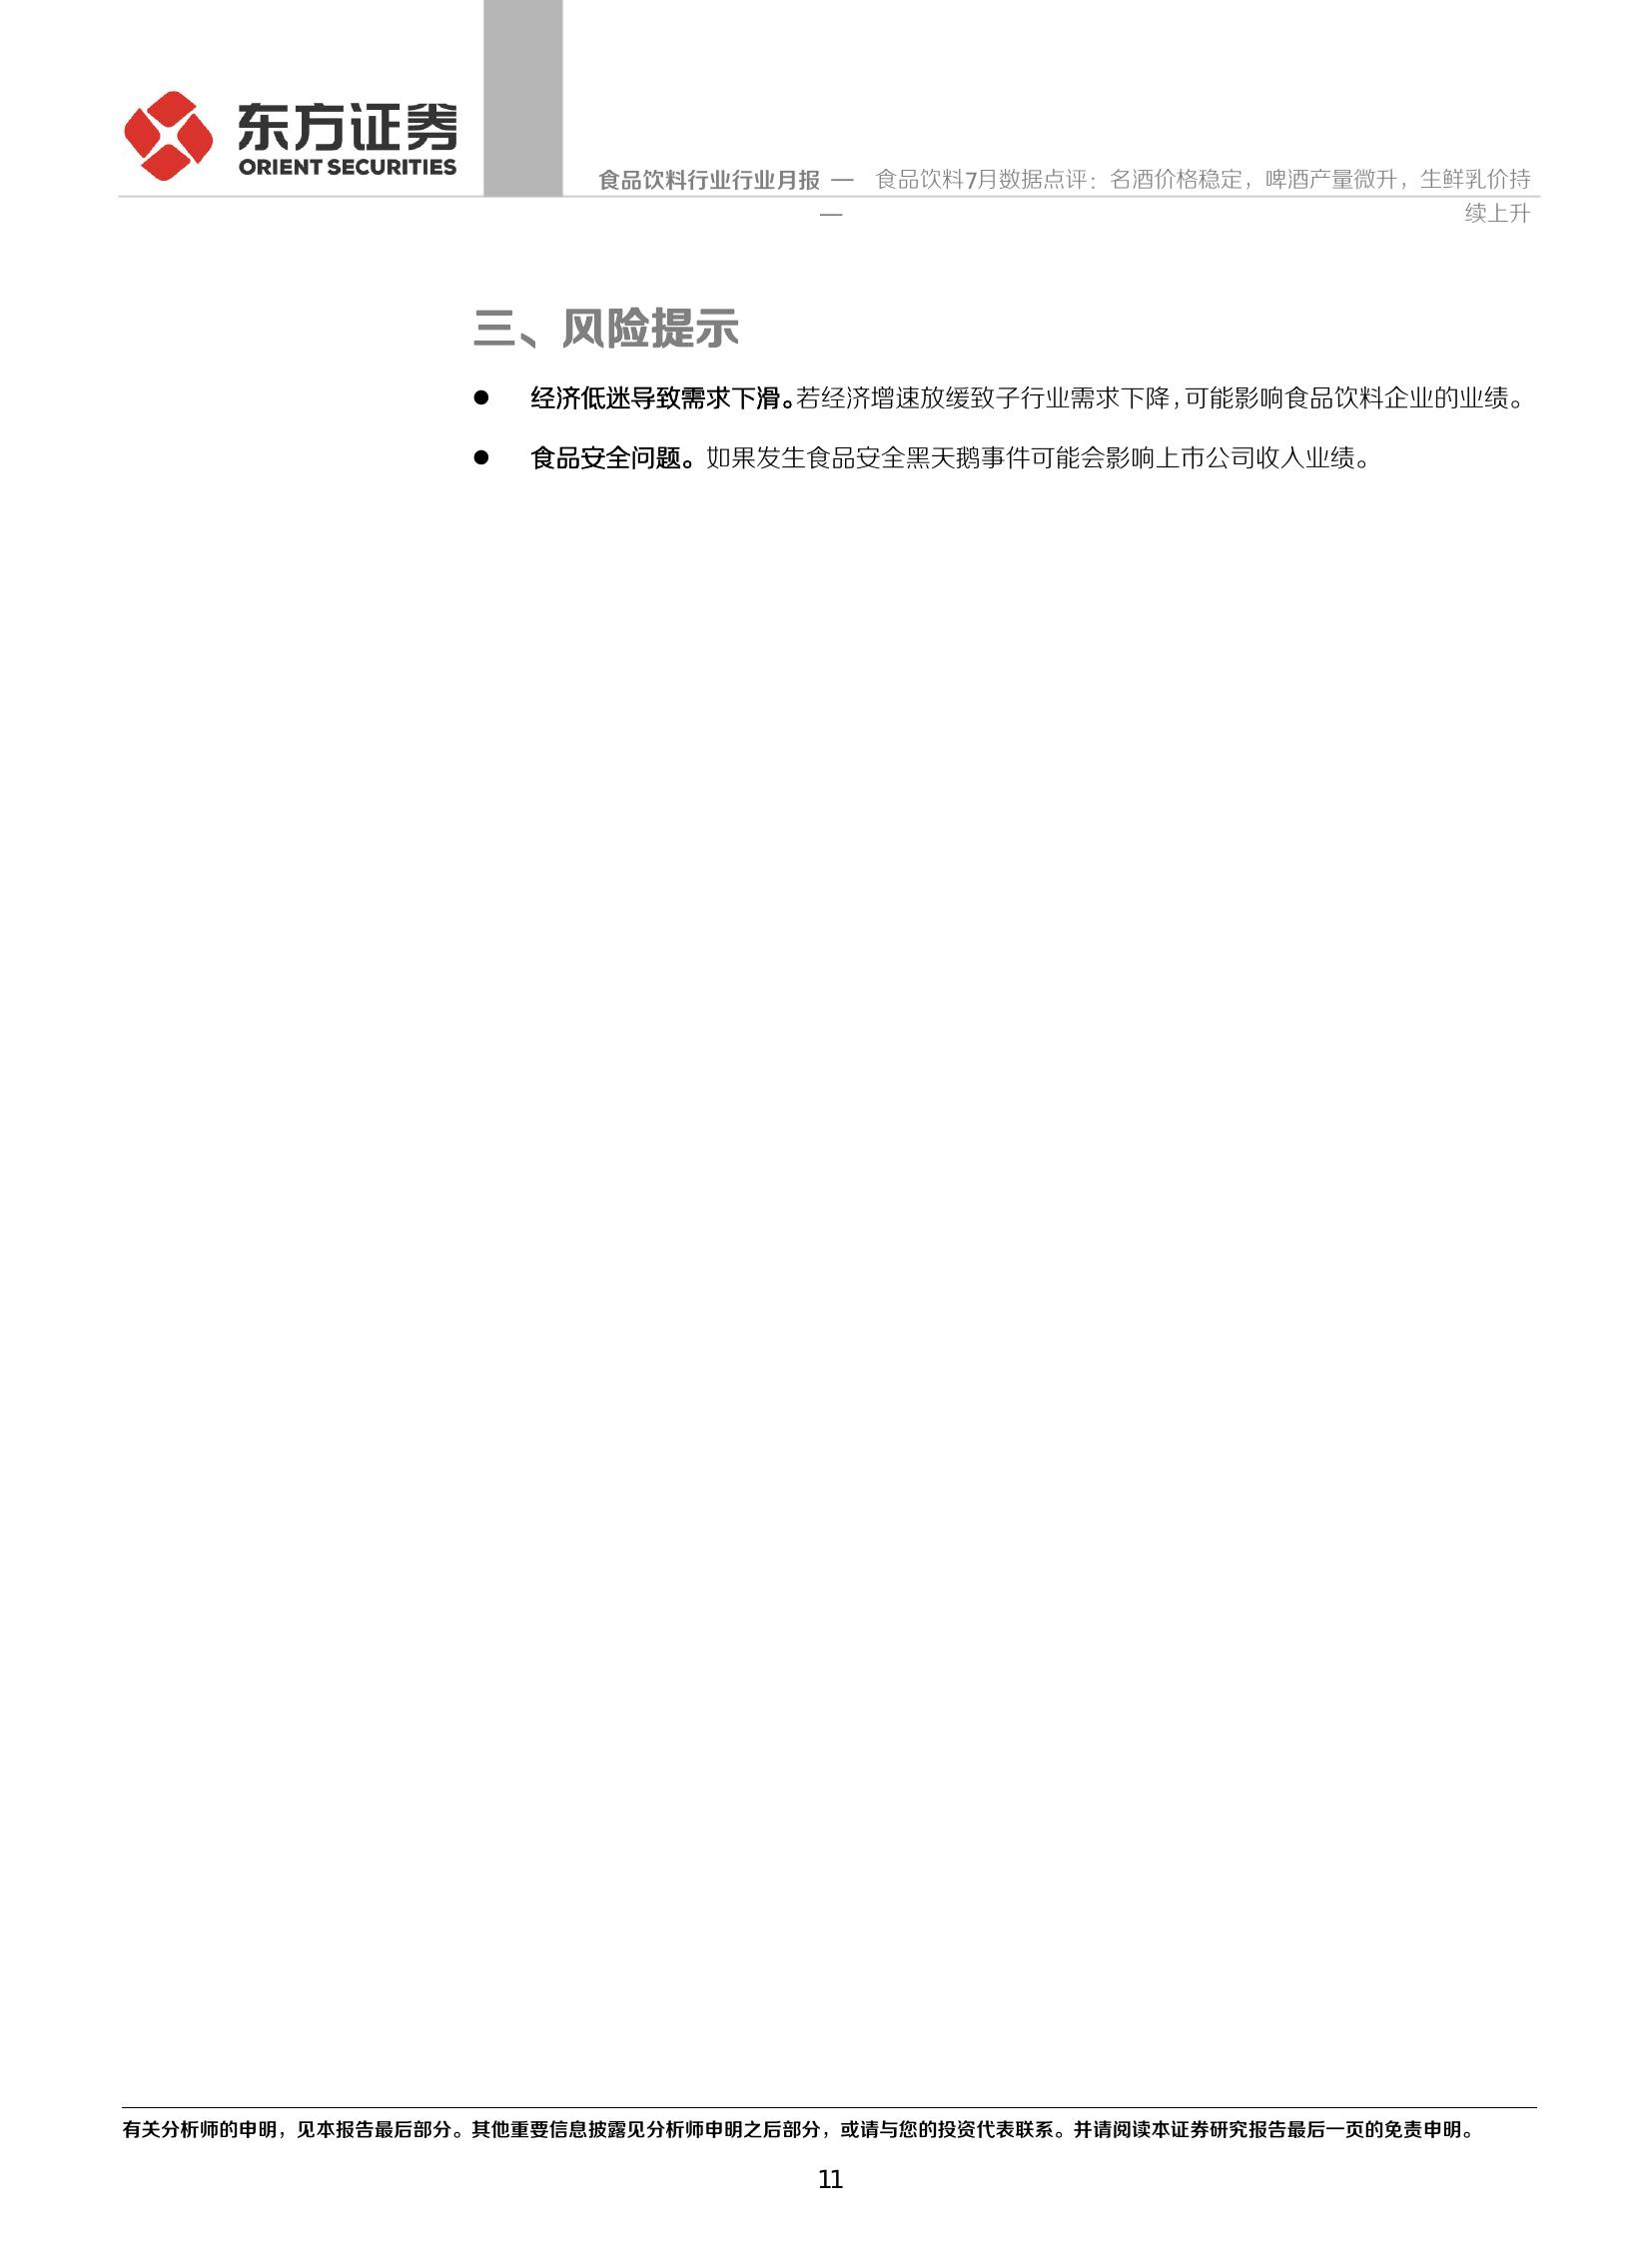 东方证券
ORIENT SECURITIES
食品饮料行业行业月报 —— 食品饮料7月数据点评：名酒价格稳定，啤酒产量微升，生鲜乳价持
续上升
三、风险提示
● 经济低迷导致需求下滑。若经济增速放缓致子行业需求下降，可能影响食品饮料企业的业绩。
● 食品安全问题。如果发生食品安全黑天鹅事件可能会影响上市公司收入业绩。
有关分析师的申明，见本报告最后部分。其他重要信息披露见分析师申明之后部分，或请与您的投资代表联系。并请阅读本证券研究报告最后一页的免责申明。
11